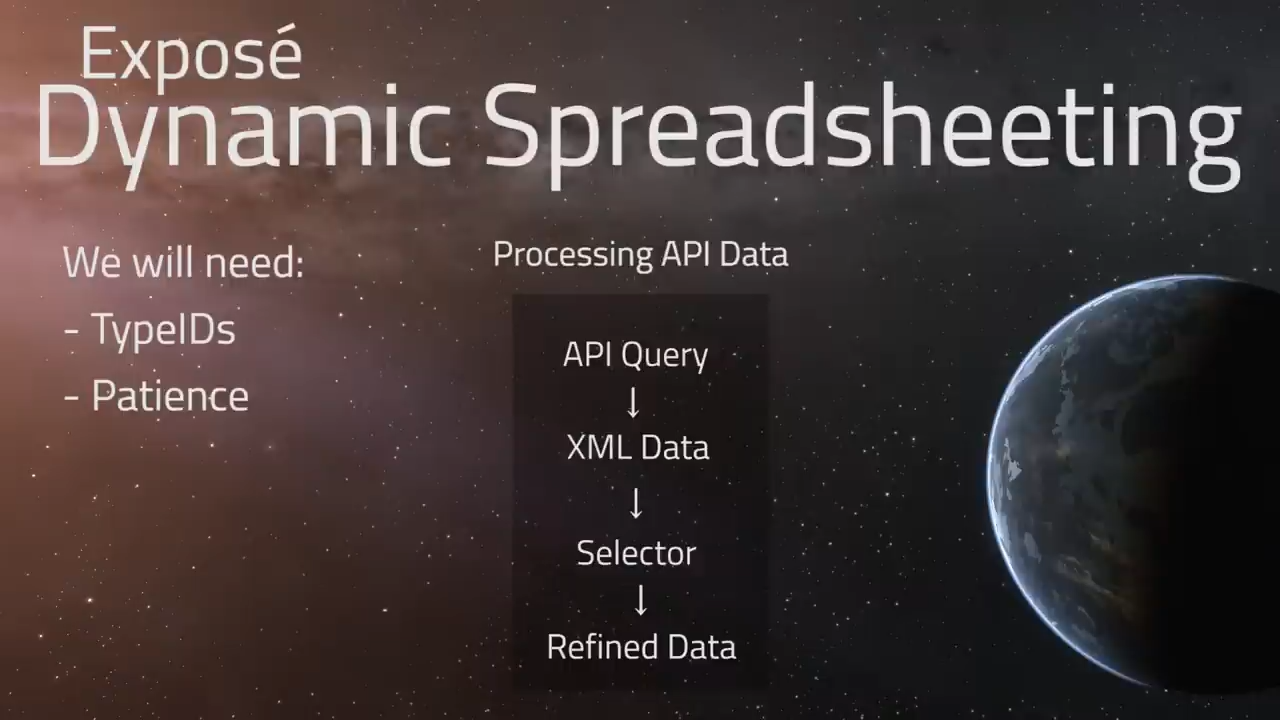 Exposé
Dynamic Spreadsheeting
We will need:
- TypeIDs
- Patience
Processing API Data
API Query
↓
XML Data
↓
Selector
↓
Refined Data